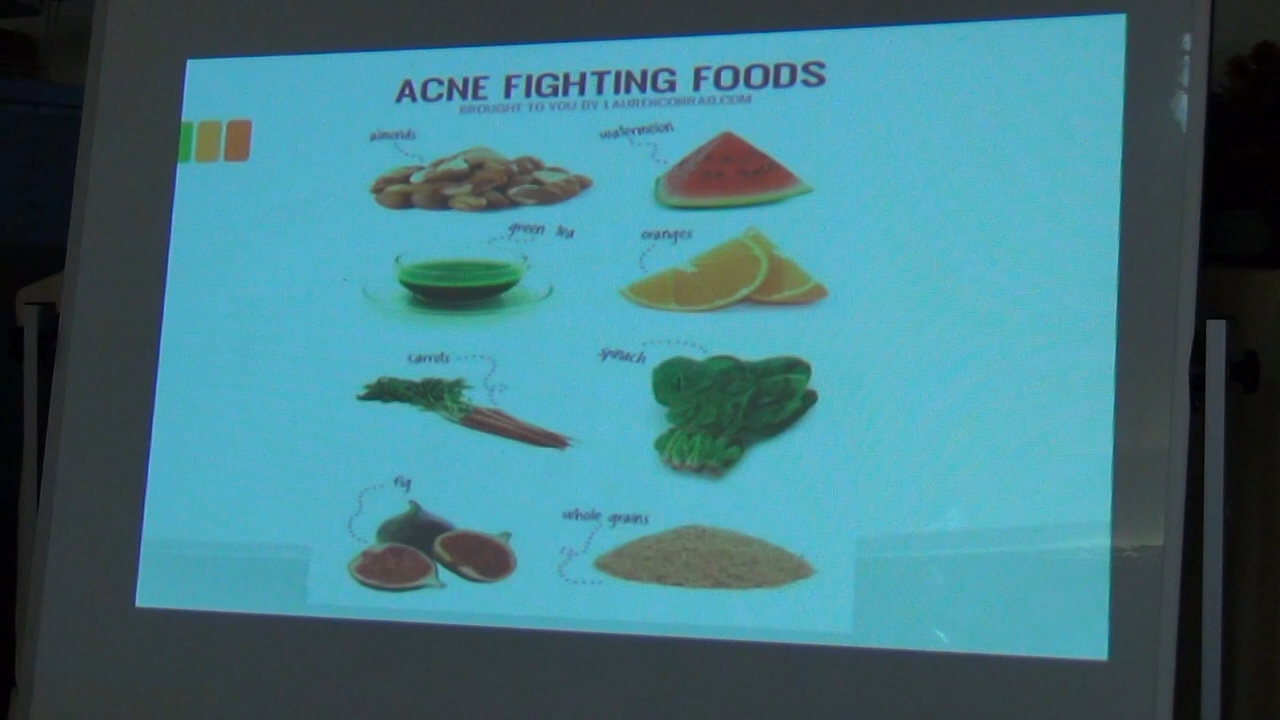 ACNE FIGHTING FOODS
BROUGHT TO YOU BY LAURENCONRAD.COM
almonds
watermelon
green tea
oranges
carrots
spinach
fig
whole grains